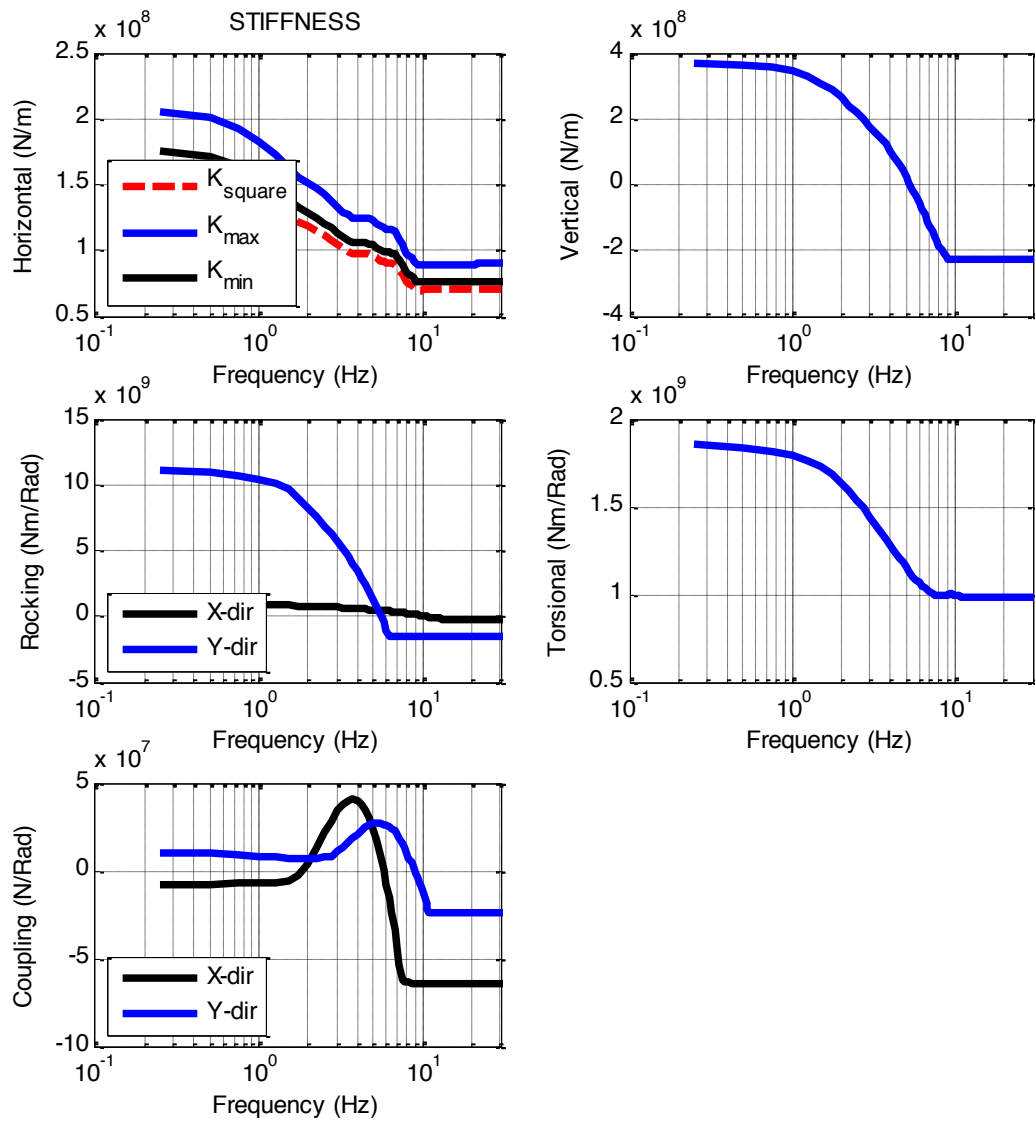 STIFFNESS
x 10^8
2.5
2
1.5
1
0.5
Horizontal (N/m)
K_square
K_max
K_min
10^-1
10^0
10^1
Frequency (Hz)
x 10^8
4
2
0
-2
-4
Vertical (N/m)
10^-1
10^0
10^1
Frequency (Hz)
x 10^9
15
10
5
0
-5
Rocking (Nm/Rad)
X-dir
Y-dir
10^-1
10^0
10^1
Frequency (Hz)
x 10^9
2
1.5
1
0.5
Torsional (Nm/Rad)
10^-1
10^0
10^1
Frequency (Hz)
x 10^7
5
0
-5
-10
Coupling (N/Rad)
X-dir
Y-dir
10^-1
10^0
10^1
Frequency (Hz)